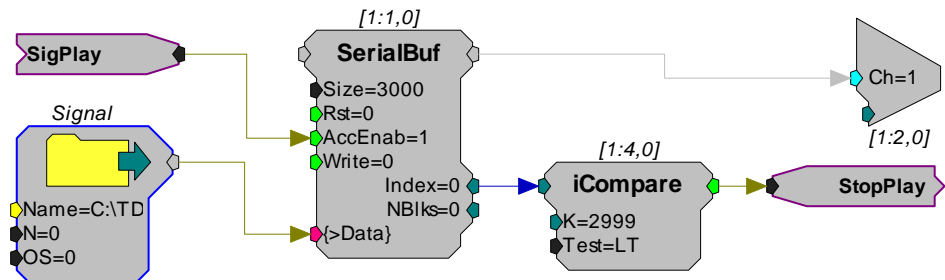 [1:1,0]
SigPlay
SerialBuf
Size=3000
Rst=0
AccEnab=1
Write=0
Index=0
NBlks=0
{>Data}
Ch=1
[1:2,0]
Signal
Name=C:\TD
N=0
OS=0
[1:4,0]
iCompare
K=2999
Test=LT
StopPlay